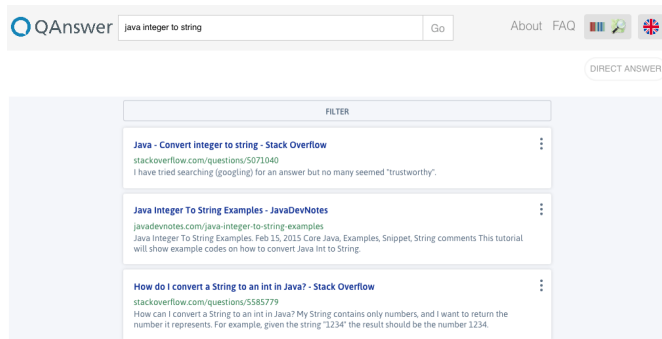 QAnswer java integer to string Go About FAQ
DIRECT ANSWER
FILTER
Java - Convert integer to string - Stack Overflow
stackoverflow.com/questions/5071040
I have tried searching (googling) for an answer but no many seemed "trustworthy".
Java Integer To String Examples - JavaDevNotes
javadevnotes.com/java-integer-to-string-examples
Java Integer To String Examples. Feb 15, 2015 Core Java, Examples, Snippet, String comments This tutorial
will show example codes on how to convert Java Int to String.
How do I convert a String to an int in Java? - Stack Overflow
stackoverflow.com/questions/5585779
How can I convert a String to an int in Java? My String contains only numbers, and I want to return the
number it represents. For example, given the string "1234" the result should be the number 1234.